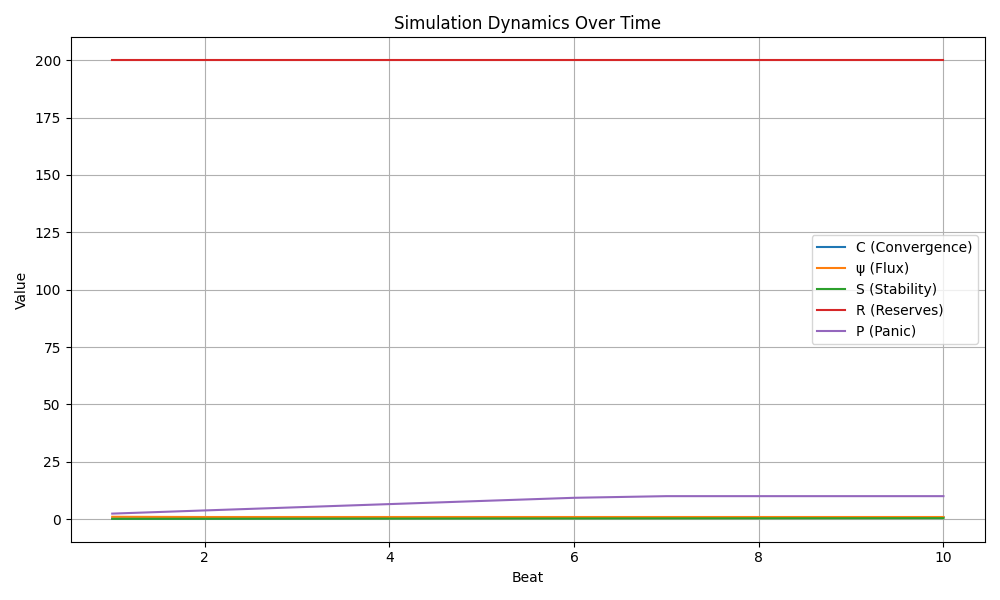 Simulation Dynamics Over Time
200
175
150
125
100
75
50
25
0
Value
C (Convergence)
ψ (Flux)
S (Stability)
R (Reserves)
P (Panic)
2 4 6 8 10
Beat